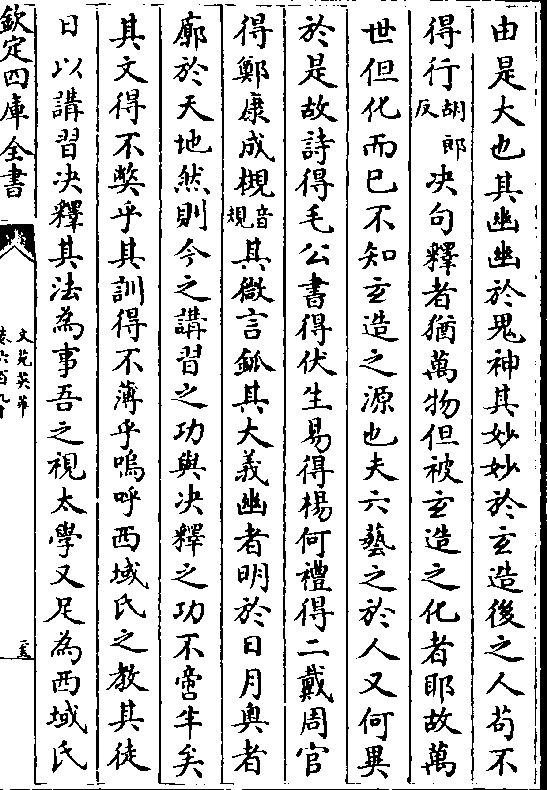 由是大也其幽幽於鬼神其妙妙於玄造後之人苟不
得行胡郎反決句釋者猶萬物但被玄造之化者耶故萬
世但化而已不知玄造之源也夫六藝之於人又何異
於是故詩得毛公書得伏生易得楊何禮得二戴周官
得鄭康成㮨音規其微言釽其大義幽者明於日月奥者
廓於天地然則今之講習之功與決釋之功不啻半矣
其文得不弊乎其訓得不薄乎嗚呼西域氏之教其徒
日以講習決釋其法為事吾之視太學又足為西域氏
欽定四庫全書
文苑英華
卷六百九十